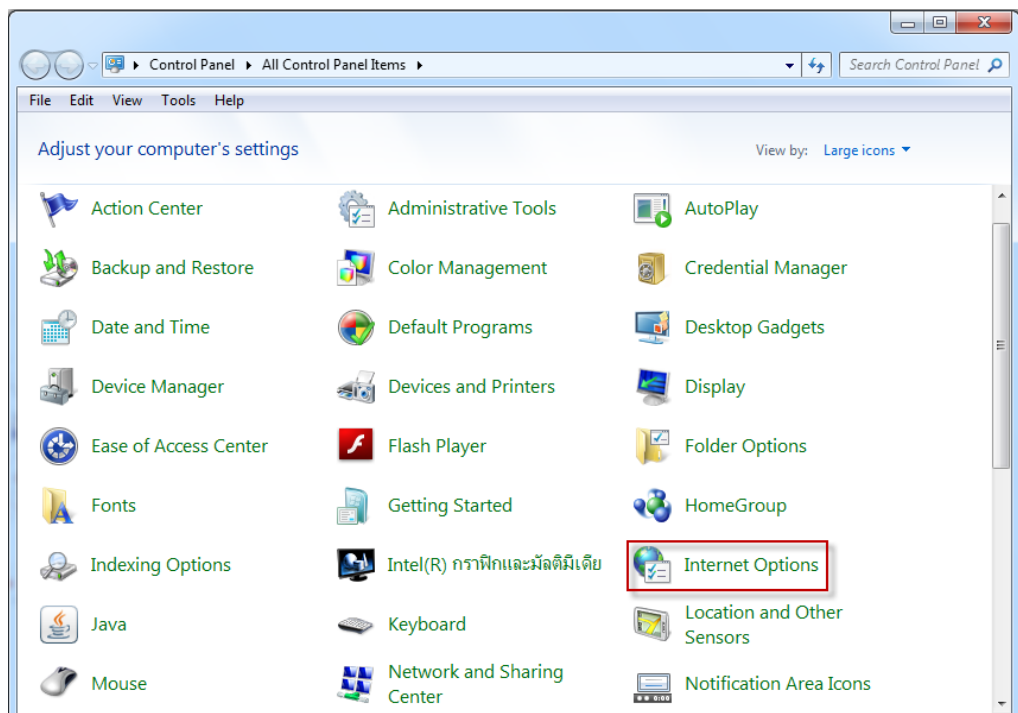 Control Panel All Control Panel Items Search Control Panel
File Edit View Tools Help
Adjust your computer's settings View by: Large icons
Action Center Administrative Tools AutoPlay
Backup and Restore Color Management Credential Manager
Date and Time Default Programs Desktop Gadgets
Device Manager Devices and Printers Display
Ease of Access Center Flash Player Folder Options
Fonts Getting Started HomeGroup
Indexing Options Intel(R) กราฟิกและมัลติมีเดีย Internet Options
Java Keyboard Location and Other
Sensors
Mouse Network and Sharing
Center Notification Area Icons